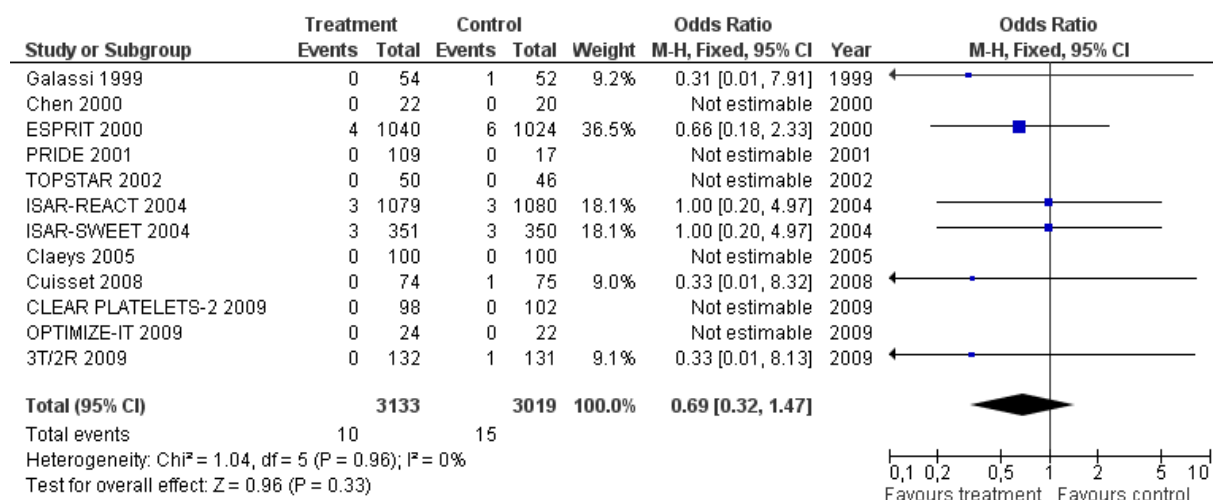 Treatment Control Odds Ratio Odds Ratio
Study or Subgroup Events Total Events Total Weight M-H, Fixed, 95% CI Year M-H, Fixed, 95% CI
Galassi 1999 0 54 1 52 9.2% 0.31 [0.01, 7.91] 1999
Chen 2000 0 22 0 20 Not estimable 2000
ESPRIT 2000 4 1040 6 1024 36.5% 0.66 [0.18, 2.33] 2000
PRIDE 2001 0 109 0 17 Not estimable 2001
TOPSTAR 2002 0 50 0 46 Not estimable 2002
ISAR-REACT 2004 3 1079 3 1080 18.1% 1.00 [0.20, 4.97] 2004
ISAR-SWEET 2004 3 351 3 350 18.1% 1.00 [0.20, 4.97] 2004
Claeys 2005 0 100 0 100 Not estimable 2005
Cuisset 2008 0 74 1 75 9.0% 0.33 [0.01, 8.32] 2008
CLEAR PLATELETS-2 2009 0 98 0 102 Not estimable 2009
OPTIMIZE-IT 2009 0 24 0 22 Not estimable 2009
3T/2R 2009 0 132 1 131 9.1% 0.33 [0.01, 8.13] 2009
Total (95% CI) 3133 3019 100.0% 0.69 [0.32, 1.47]
Total events 10 15
Heterogeneity: Chi² = 1.04, df = 5 (P = 0.96); I² = 0%
Test for overall effect: Z = 0.96 (P = 0.33)
0,1 0,2 0,5 1 2 5 10
Favours treatment Favours control